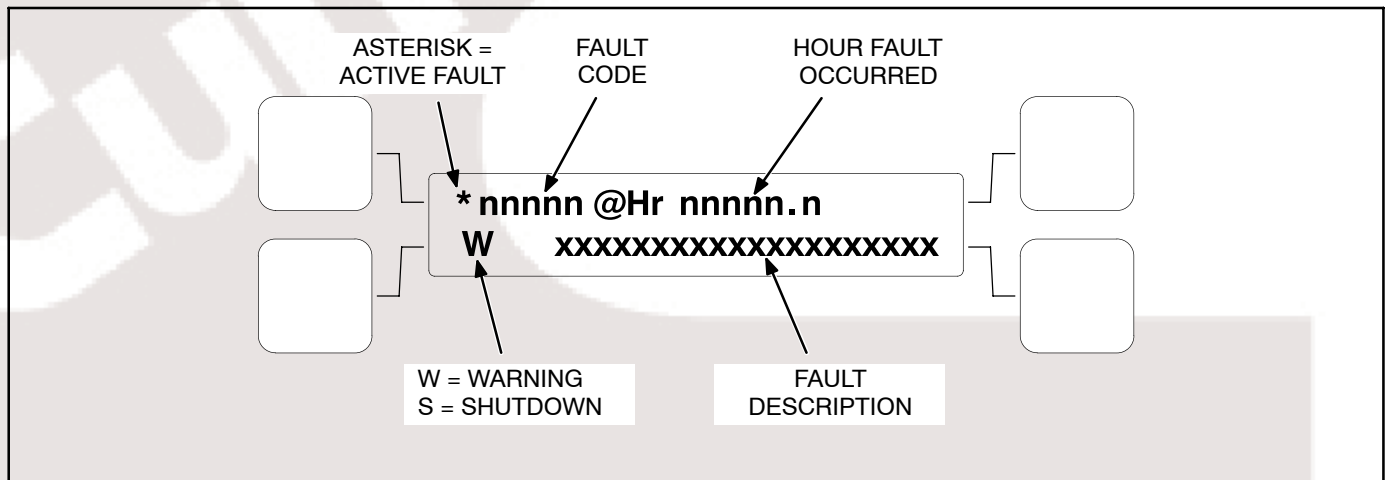 ASTERISK =
ACTIVE FAULT
FAULT
CODE
HOUR FAULT
OCCURRED
* nnnnn @Hr nnnnn.n
W xxxxxxxxxxxxxxxxxxxx
W = WARNING
S = SHUTDOWN
FAULT
DESCRIPTION